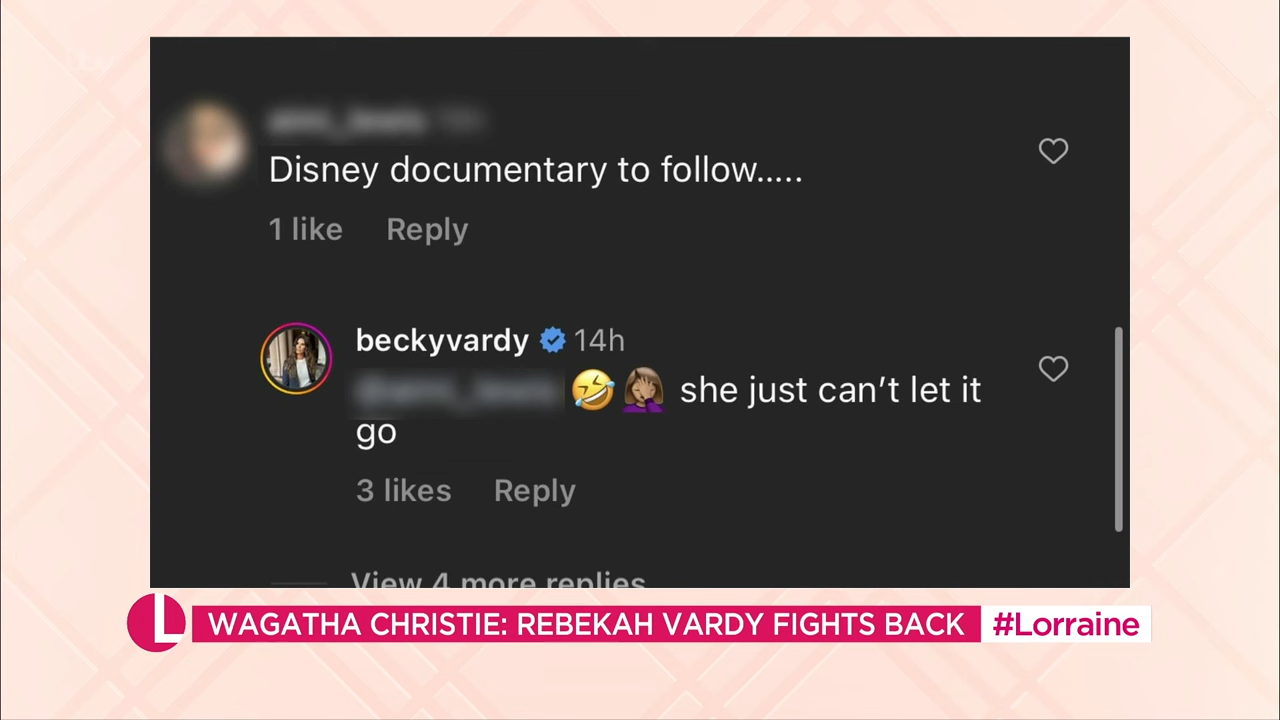 Disney documentary to follow.....
1 like Reply
beckyvardy 14h
🤣🤦🏽‍♀️ she just can't let it
go
3 likes Reply
View 4 more replies
L WAGATHA CHRISTIE: REBEKAH VARDY FIGHTS BACK #Lorraine